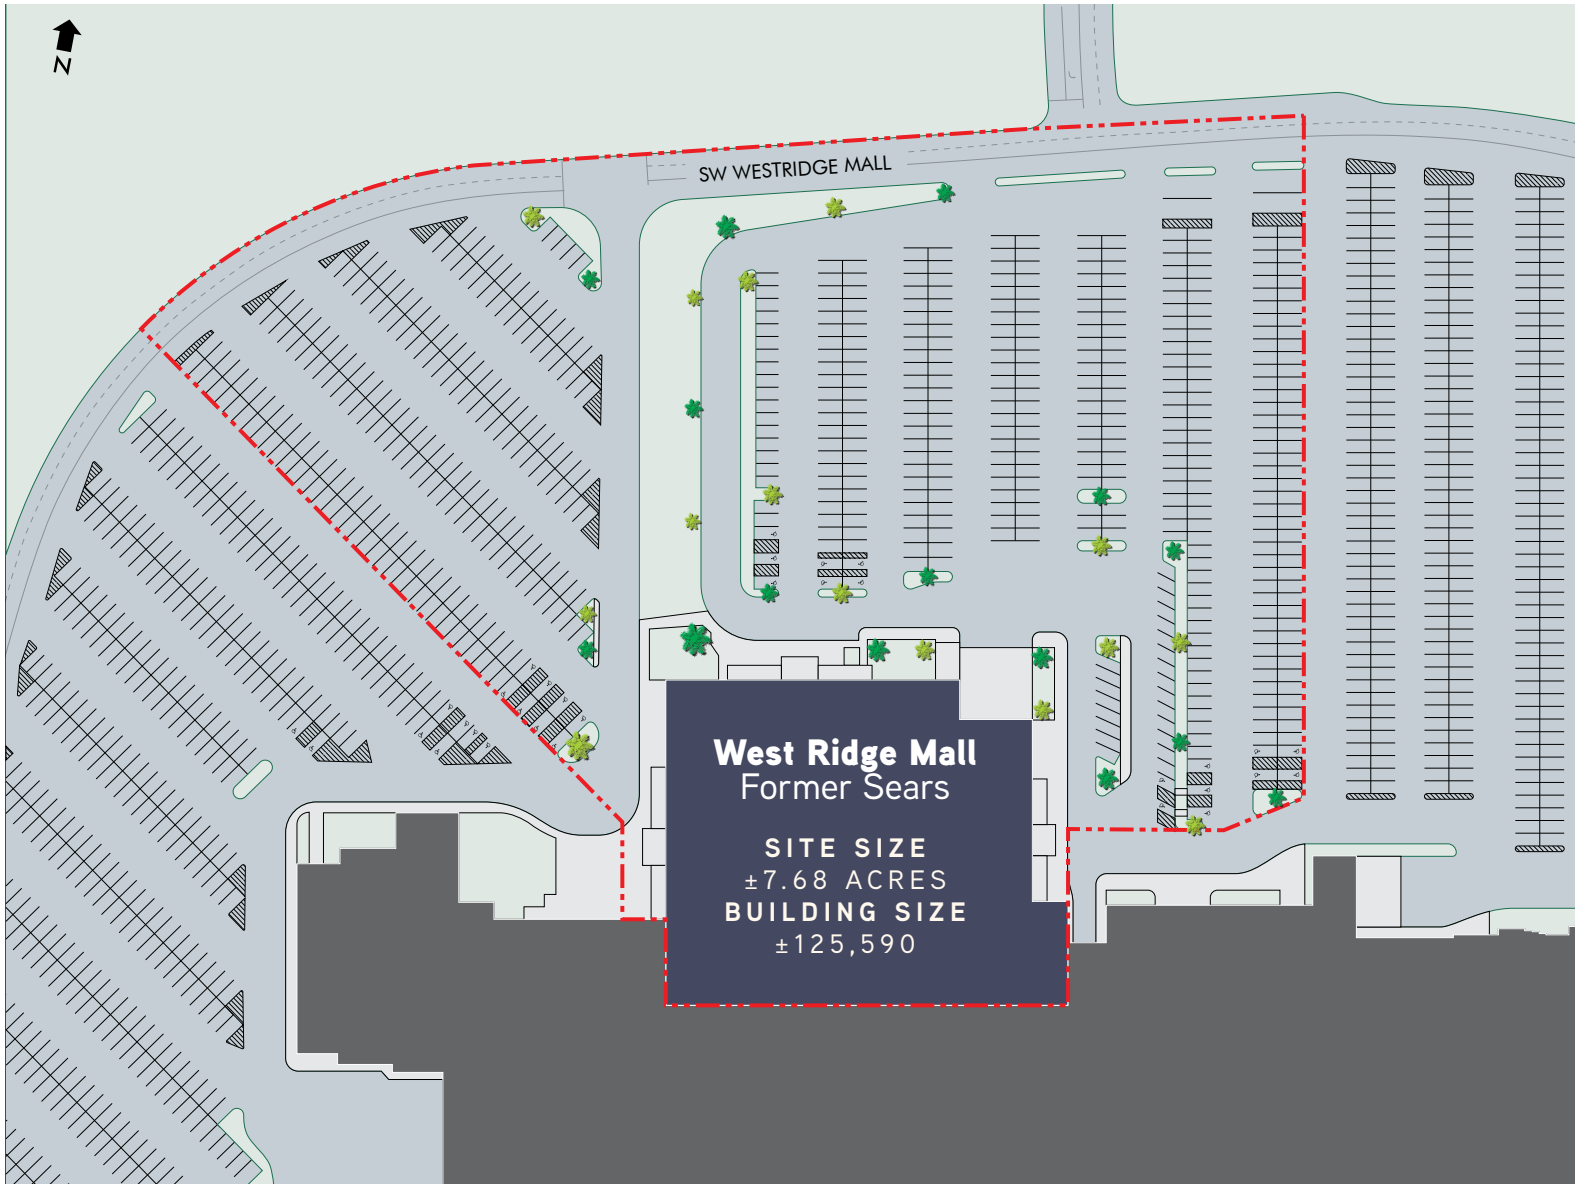 N
SW WESTRIDGE MALL
West Ridge Mall
Former Sears
SITE SIZE
±7.68 ACRES
BUILDING SIZE
±125,590